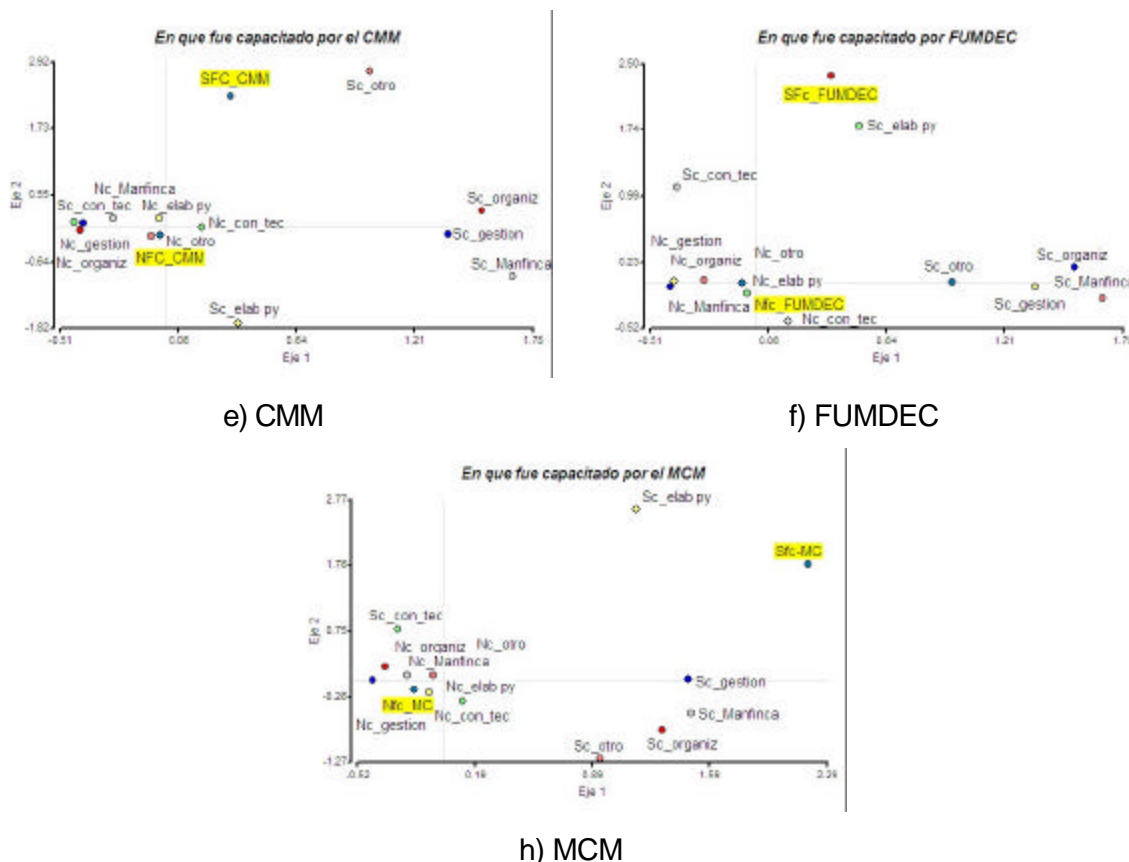 En que fue capacitado por el CMM
2.92
SFC_CMM
Sc_otro
1.73
Eje 2
0.55
Nc_Manfinca
Sc_con_tec
Nc_elab py
Nc_con_tec
Sc_organiz
Sc_gestion
Nc_gestion
Nc_otro
Nc_organiz
NFC_CMM
-0.64
Sc_Manfinca
Sc_elab py
-1.82
-0.51
0.06
0.64
1.21
1.78
Eje 1
e) CMM
En que fue capacitado por FUMDEC
2.50
SFc_FUMDEC
1.74
Sc_elab py
Sc_con_tec
0.99
Eje 2
Nc_gestion
Nc_otro
0.23
Nc_organiz
Nc_elab py
Sc_otro
Sc_organiz
Sc_Manfinca
Nc_Manfinca
Nfc_FUMDEC
Sc_gestion
Nc_con_tec
-0.52
-0.51
0.06
0.64
1.21
Eje 1
f) FUMDEC
En que fue capacitado por el MCM
2.77
Sc_elab py
Sfc-MC
1.76
Sc_con_tec
0.75
Eje 2
Nc_organiz
Nc_otro
Nc_Manfinca
Nc_elab py
Sc_gestion
-0.26
Nfc_MC
Nc_con_tec
Sc_Manfinca
Nc_gestion
Sc_organiz
Sc_otro
-1.27
-0.52
0.18
0.89
1.59
Eje 1
h) MCM